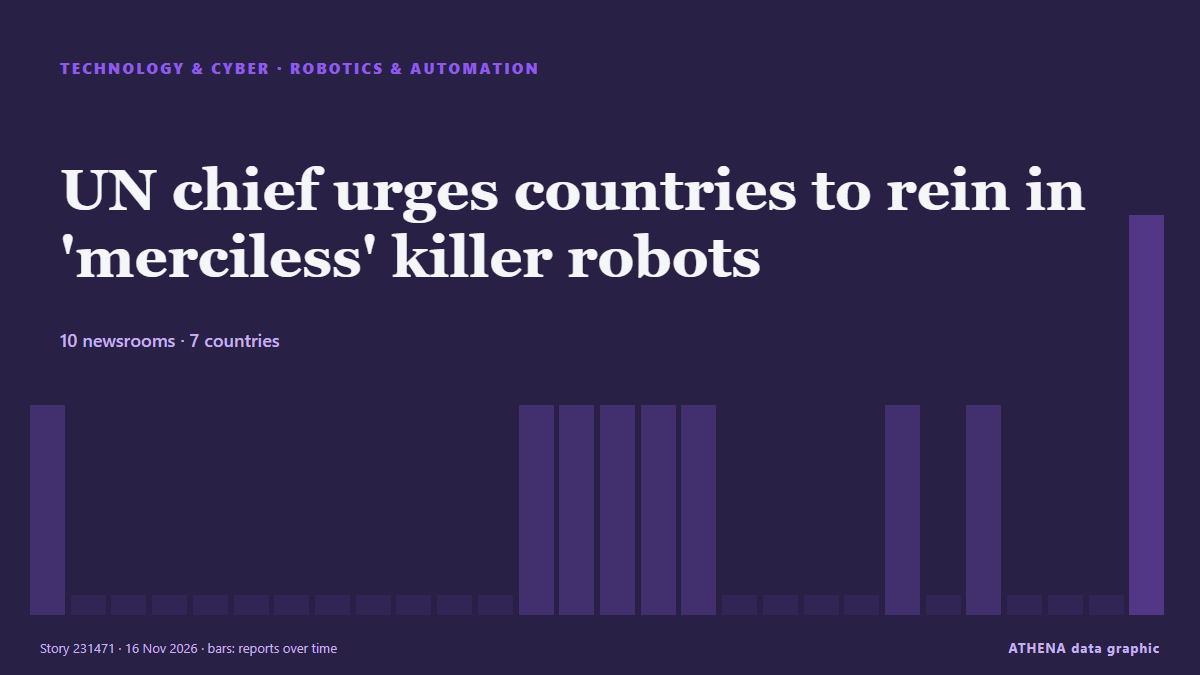 TECHNOLOGY & CYBER · ROBOTICS & AUTOMATION
UN chief urges countries to rein in
'merciless' killer robots
10 newsrooms · 7 countries
Story 231471 · 16 Nov 2026 · bars: reports over time
ATHENA data graphic